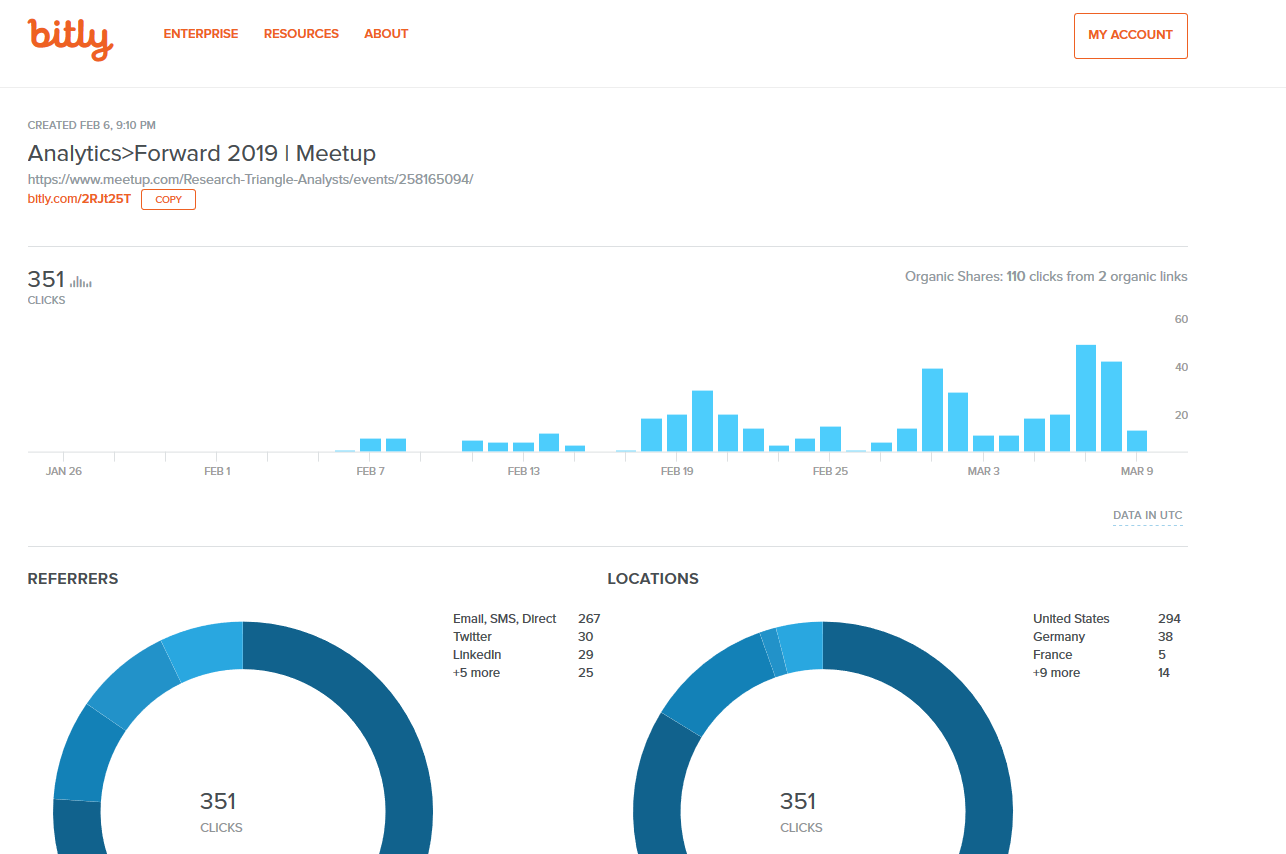 bitly ENTERPRISE RESOURCES ABOUT MY ACCOUNT
CREATED FEB 6, 9:10 PM
Analytics>Forward 2019 | Meetup
https://www.meetup.com/Research-Triangle-Analysts/events/258165094/
bitly.com/2RJt25T COPY
351 Organic Shares: 110 clicks from 2 organic links
CLICKS
60
40
20
JAN 26 FEB 1 FEB 7 FEB 13 FEB 19 FEB 25 MAR 3 MAR 9
DATA IN UTC
REFERRERS
Email, SMS, Direct 267
Twitter 30
LinkedIn 29
+5 more 25
351
CLICKS
LOCATIONS
United States 294
Germany 38
France 5
+9 more 14
351
CLICKS